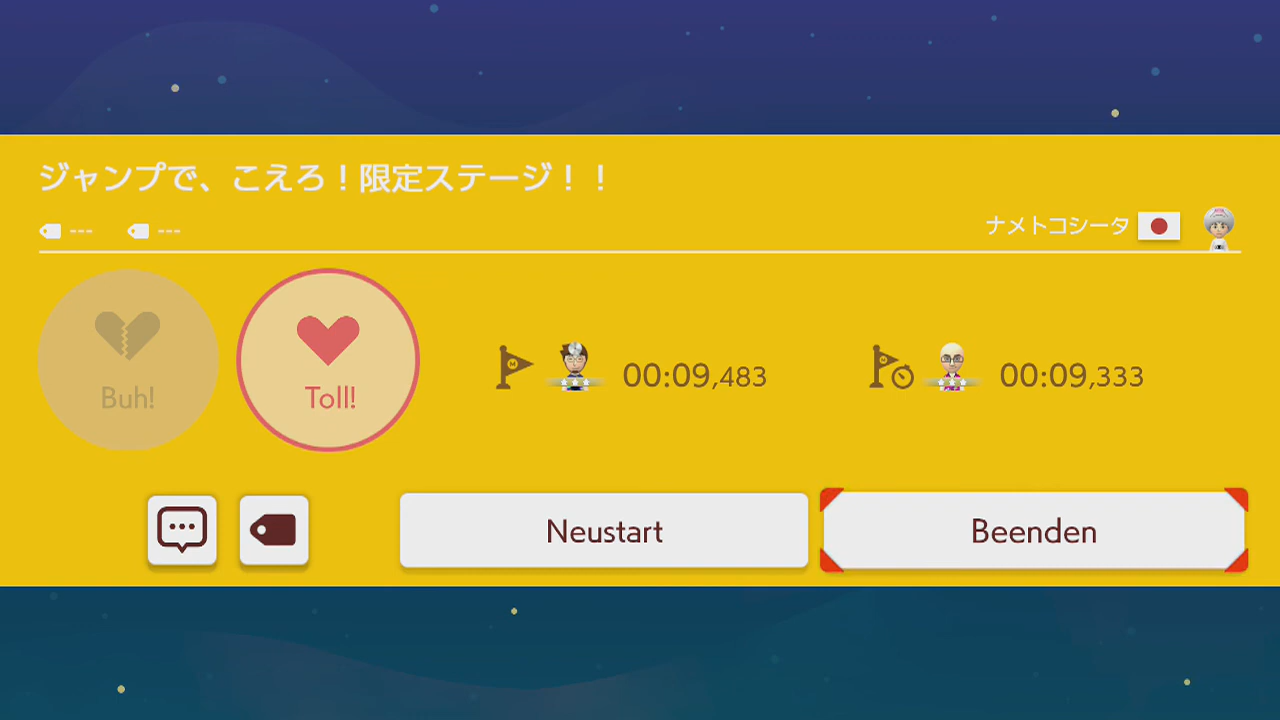 ジャンプで、こえろ！限定ステージ！！
--- ---
ナメトコシータ
Buh!
Toll!
M 00:09,483
M 00:09,333
Neustart
Beenden